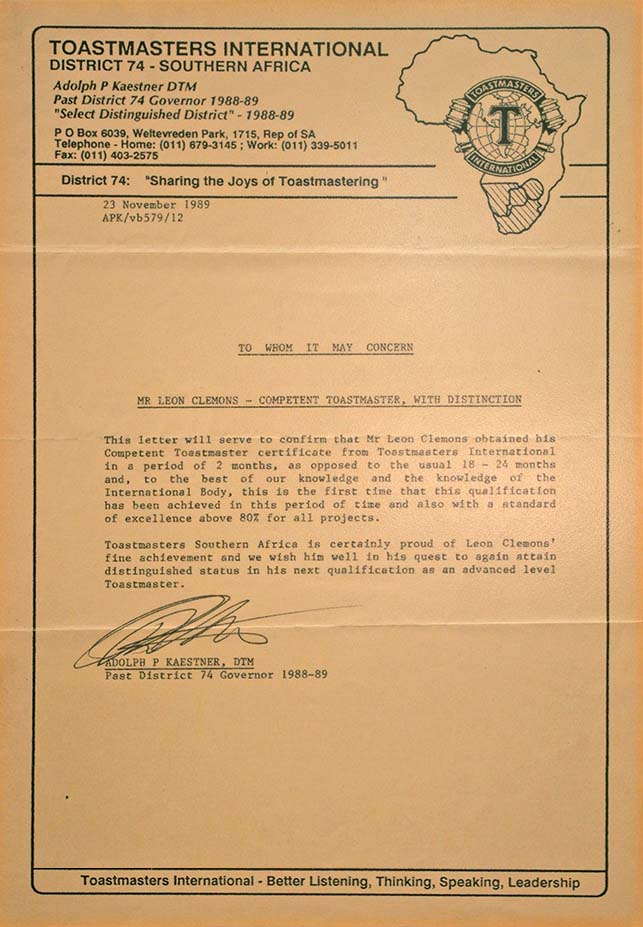 TOASTMASTERS INTERNATIONAL
DISTRICT 74 - SOUTHERN AFRICA
Adolph P Kaestner DTM
Past District 74 Governor 1988-89
"Select Distinguished District" - 1988-89
P O Box 6039, Weltevreden Park, 1715, Rep of SA
Telephone - Home: (011) 679-3145 ; Work: (011) 339-5011
Fax: (011) 403-2575
TOASTMASTERS
T
INTERNATIONAL
District 74: "Sharing the Joys of Toastmastering"
23 November 1989
APK/vb579/12
TO WHOM IT MAY CONCERN
MR LEON CLEMONS - COMPETENT TOASTMASTER, WITH DISTINCTION
This letter will serve to confirm that Mr Leon Clemons obtained his
Competent Toastmaster certificate from Toastmasters International
in a period of 2 months, as opposed to the usual 18 - 24 months
and, to the best of our knowledge and the knowledge of the
International Body, this is the first time that this qualification
has been achieved in this period of time and also with a standard
of excellence above 80% for all projects.
Toastmasters Southern Africa is certainly proud of Leon Clemons'
fine achievement and we wish him well in his quest to again attain
distinguished status in his next qualification as an advanced level
Toastmaster.
ADOLPH P KAESTNER, DTM
Past District 74 Governor 1988-89
Toastmasters International - Better Listening, Thinking, Speaking, Leadership